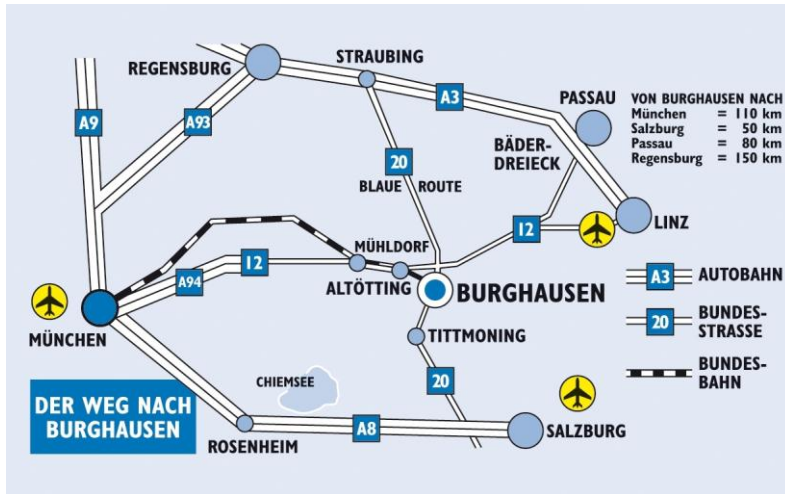 STRAUBING
REGENSBURG
A3
PASSAU
A9
A93
VON BURGHAUSEN NACH
München = 110 km
Salzburg = 50 km
Passau = 80 km
Regensburg = 150 km
BÄDER-
DREIECK
20
BLAUE ROUTE
LINZ
12
MÜHLDORF
12
A94
ALTÖTTING
BURGHAUSEN
A3 AUTOBAHN
20 BUNDES-
STRASSE
MÜNCHEN
TITTMONING
BUNDES-
BAHN
CHIEMSEE
20
DER WEG NACH
BURGHAUSEN
ROSENHEIM
A8
SALZBURG